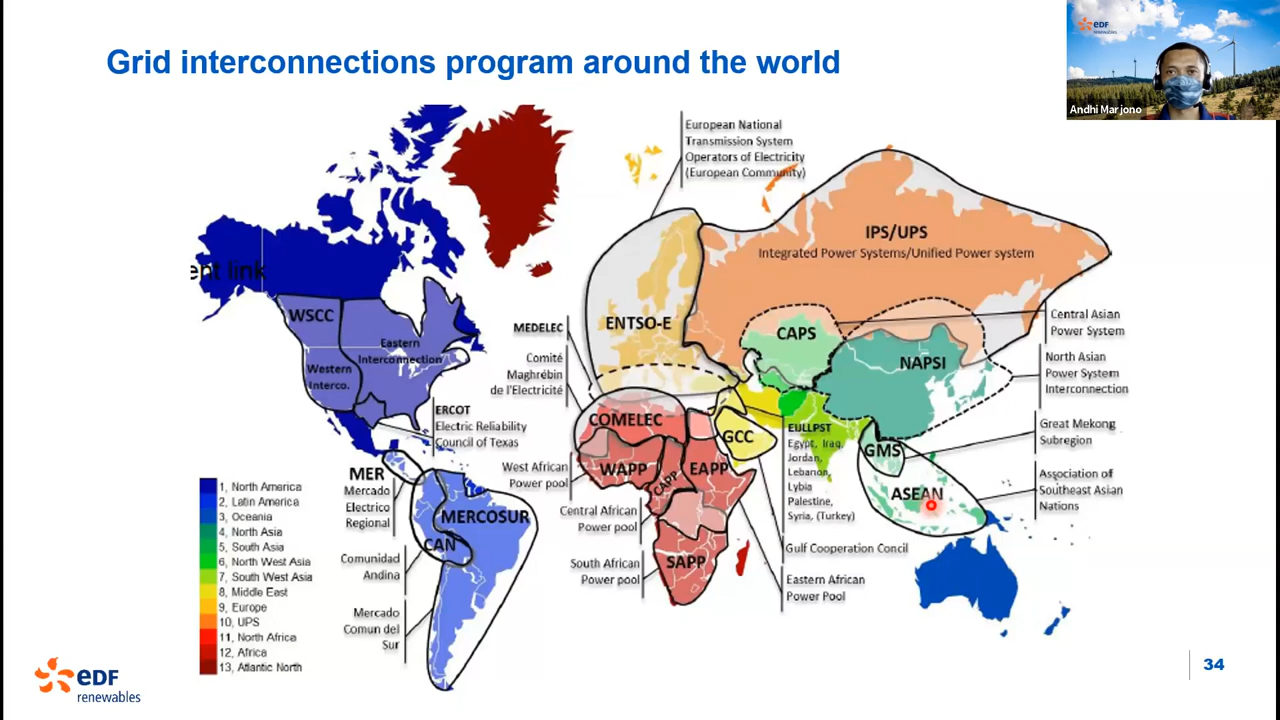 Grid interconnections program around the world
eDF
renewables
Andhi Marjono
European National
Transmission System
Operators of Electricity
(European Community)
IPS/UPS
Integrated Power Systems/Unified Power system
ent link
WSCC
Eastern
Interconnection
Western
Interco.
MEDELEC
Comité
Maghrébin
de l'Electricité
ENTSO-E
CAPS
NAPSI
Central Asian
Power System
North Asian
Power System
Interconnection
ERCOT
Electric Reliability
Council of Texas
COMELEC
GCC
EIJLLPST
Egypt, Iraq,
Jordan,
Lebanon,
Lybia
Palestine,
Syria, (Turkey)
GMS
Great Mekong
Subregion
MER
Mercado
Electrico
Regional
West African
Power pool
WAPP
CAPP
EAPP
ASEAN
Association of
Southeast Asian
Nations
MERCOSUR
CAN
Central African
Power pool
Comunidad
Andina
South African
Power pool
SAPP
Gulf Cooperation Concil
Eastern African
Power Pool
Mercado
Comun del
Sur
1, North America
2, Latin America
3, Oceania
4, North Asia
5, South Asia
6, North West Asia
7, South West Asia
8, Middle East
9, Europe
10, UPS
11, North Africa
12, Africa
13, Atlantic North
eDF
renewables
34